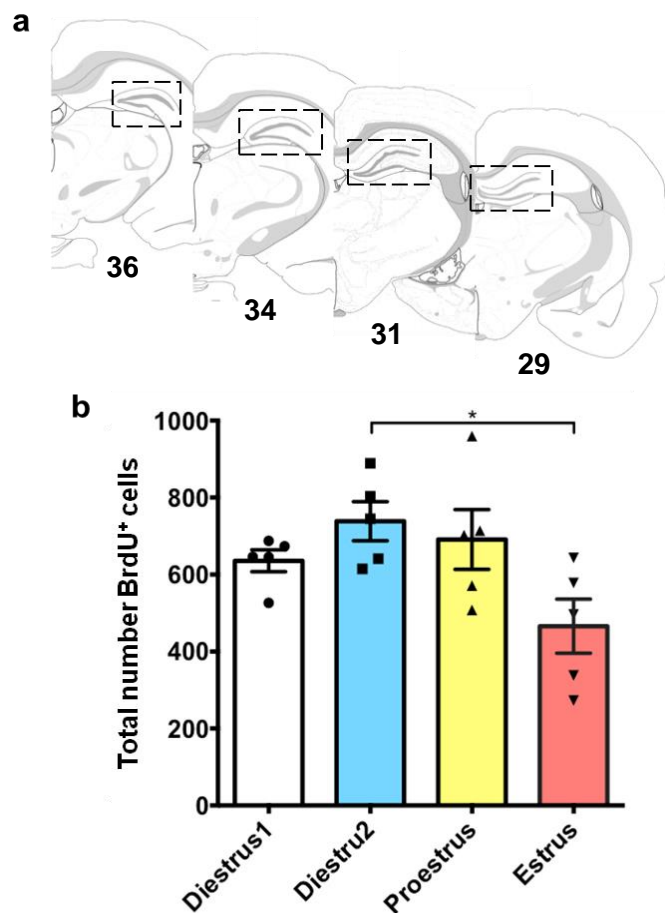 a
36
34
31
29
b
*
Total number BrdU⁺ cells
1000
800
600
400
200
0
Diestrus1
Diestru2
Proestrus
Estrus